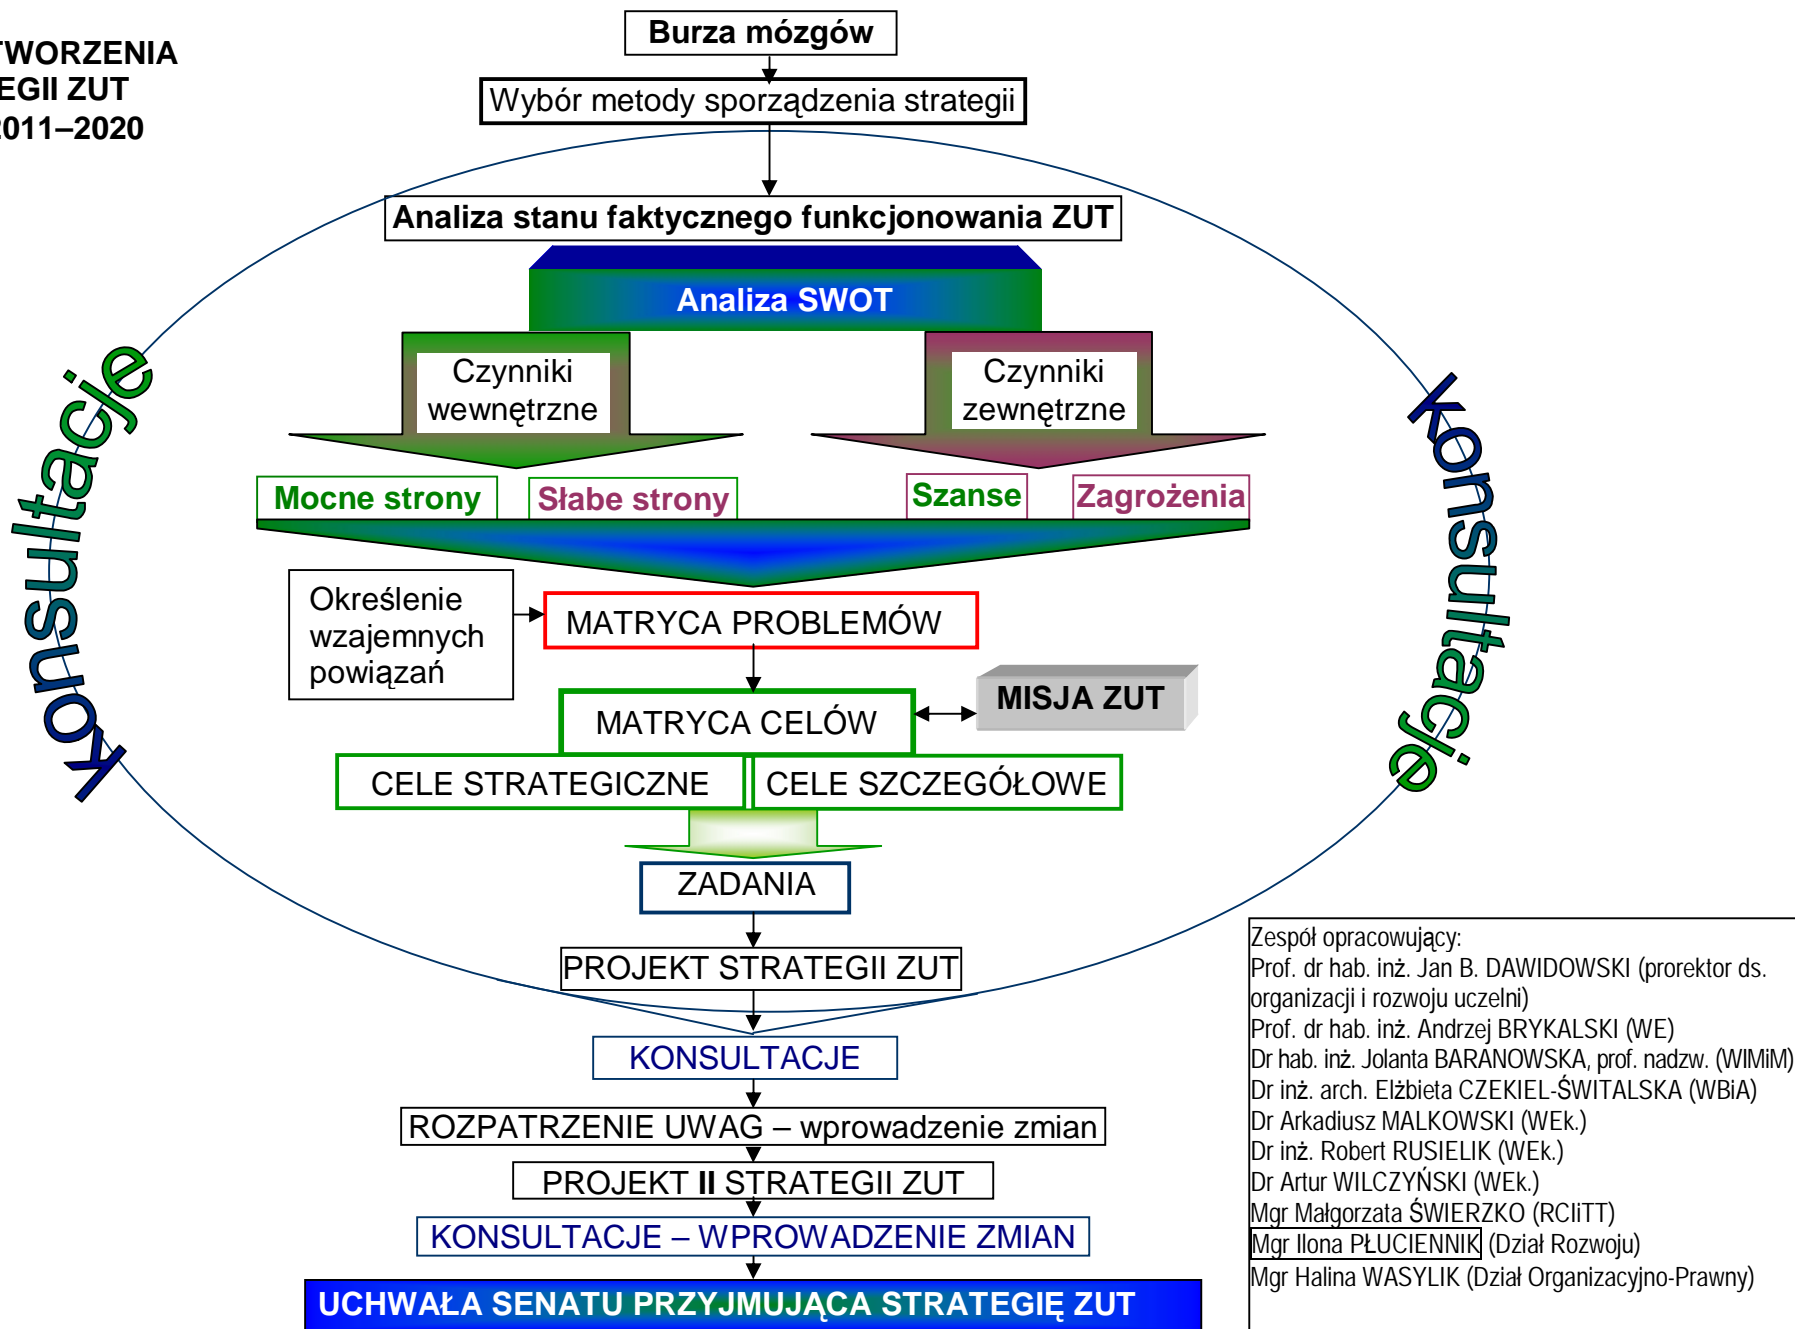 TWORZENIA
EGII ZUT
2011–2020
Burza mózgów
Wybór metody sporządzenia strategii
Analiza stanu faktycznego funkcjonowania ZUT
Analiza SWOT
Czynniki
wewnętrzne
Czynniki
zewnętrzne
Mocne strony
Słabe strony
Szanse
Zagrożenia
Konsultacje
Konsultacje
Określenie
wzajemnych
powiązań
MATRYCA PROBLEMÓW
MATRYCA CELÓW
MISJA ZUT
CELE STRATEGICZNE
CELE SZCZEGÓŁOWE
ZADANIA
PROJEKT STRATEGII ZUT
KONSULTACJE
ROZPATRZENIE UWAG – wprowadzenie zmian
PROJEKT II STRATEGII ZUT
KONSULTACJE – WPROWADZENIE ZMIAN
UCHWAŁA SENATU PRZYJMUJĄCA STRATEGIĘ ZUT
Zespół opracowujący:
Prof. dr hab. inż. Jan B. DAWIDOWSKI (prorektor ds.
organizacji i rozwoju uczelni)
Prof. dr hab. inż. Andrzej BRYKALSKI (WE)
Dr hab. inż. Jolanta BARANOWSKA, prof. nadzw. (WIMiM)
Dr inż. arch. Elżbieta CZEKIEL-ŚWITALSKA (WBiA)
Dr Arkadiusz MALKOWSKI (WEk.)
Dr inż. Robert RUSIELIK (WEk.)
Dr Artur WILCZYŃSKI (WEk.)
Mgr Małgorzata ŚWIERZKO (RCIiTT)
Mgr Ilona PŁUCIENNIK (Dział Rozwoju)
Mgr Halina WASYLIK (Dział Organizacyjno-Prawny)